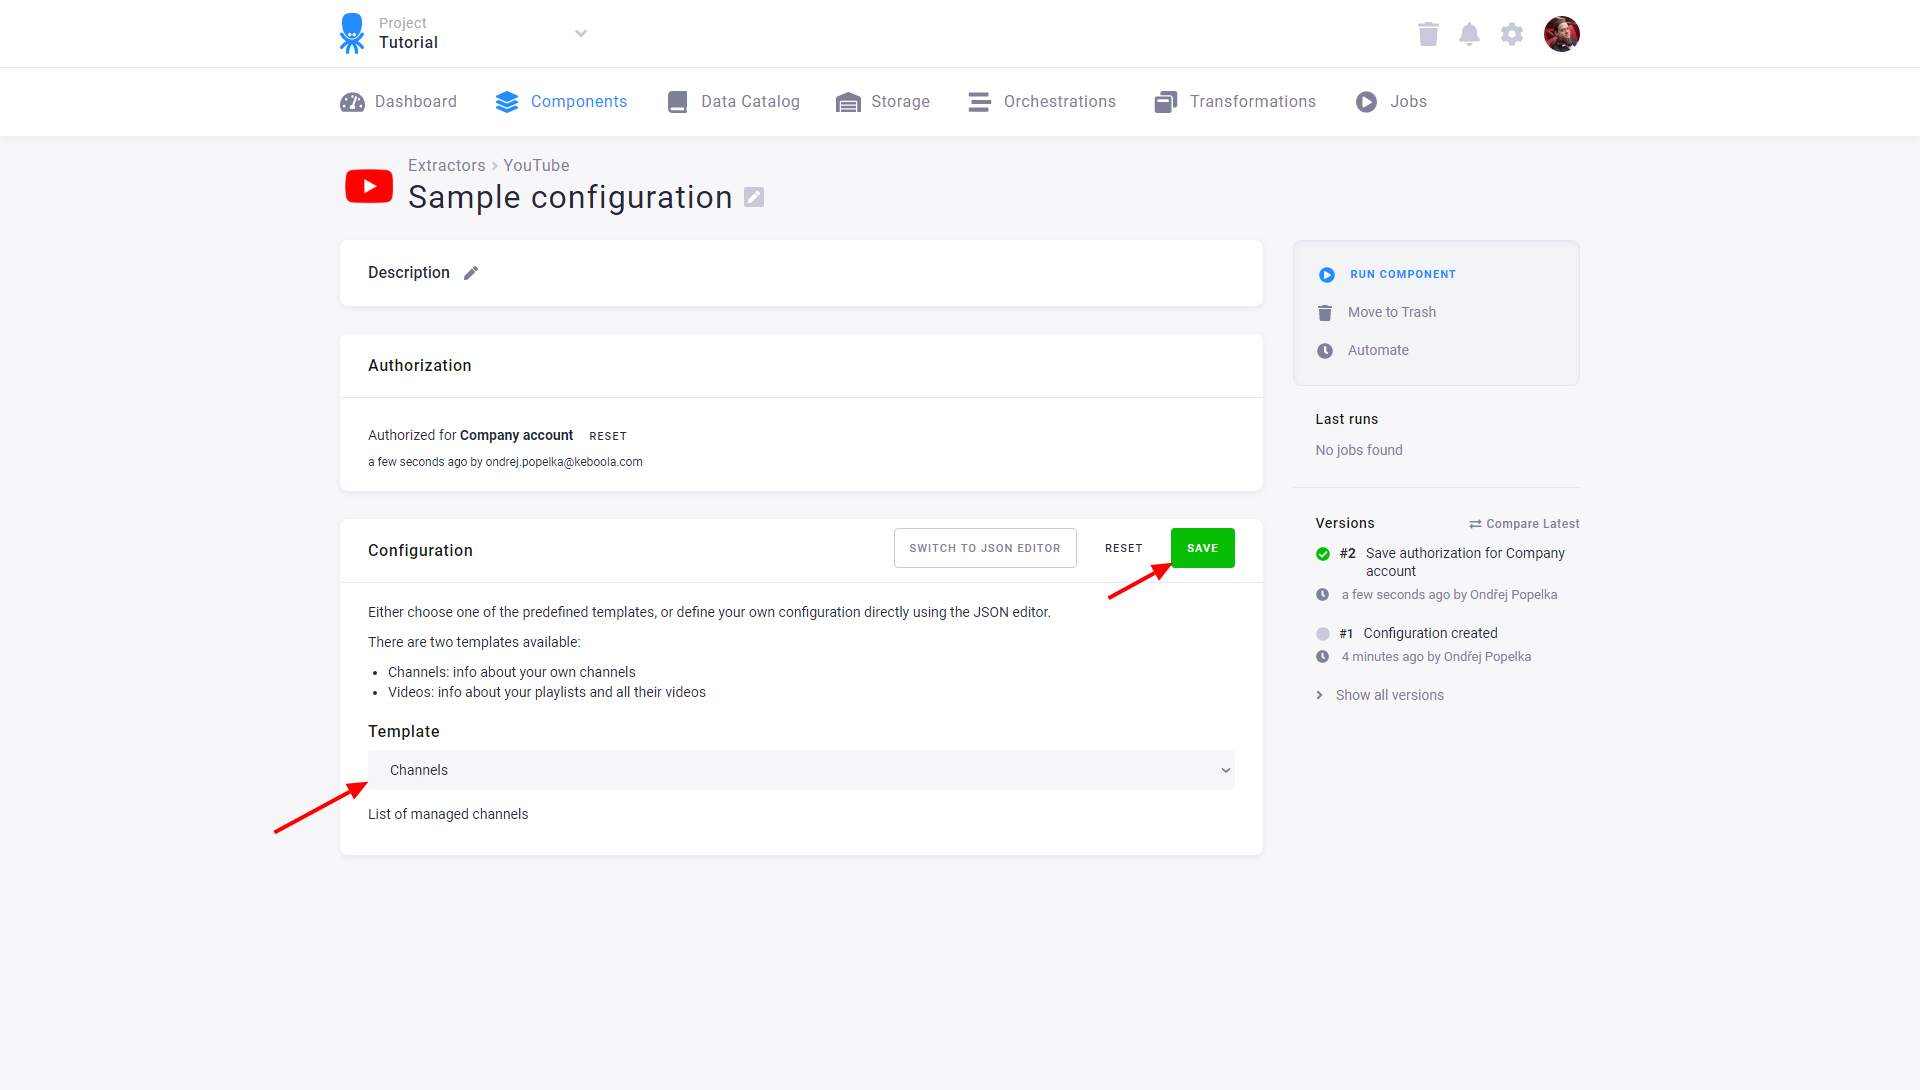 Project
Tutorial
Dashboard
Components
Data Catalog
Storage
Orchestrations
Transformations
Jobs
Extractors > YouTube
Sample configuration
Description
Authorization
Authorized for Company account RESET
a few seconds ago by ondrej.popelka@keboola.com
Configuration
SWITCH TO JSON EDITOR
RESET
SAVE
Either choose one of the predefined templates, or define your own configuration directly using the JSON editor.
There are two templates available:
• Channels: info about your own channels
• Videos: info about your playlists and all their videos
Template
Channels
List of managed channels
RUN COMPONENT
Move to Trash
Automate
Last runs
No jobs found
Versions
Compare Latest
#2 Save authorization for Company
account
a few seconds ago by Ondřej Popelka
#1 Configuration created
4 minutes ago by Ondřej Popelka
Show all versions